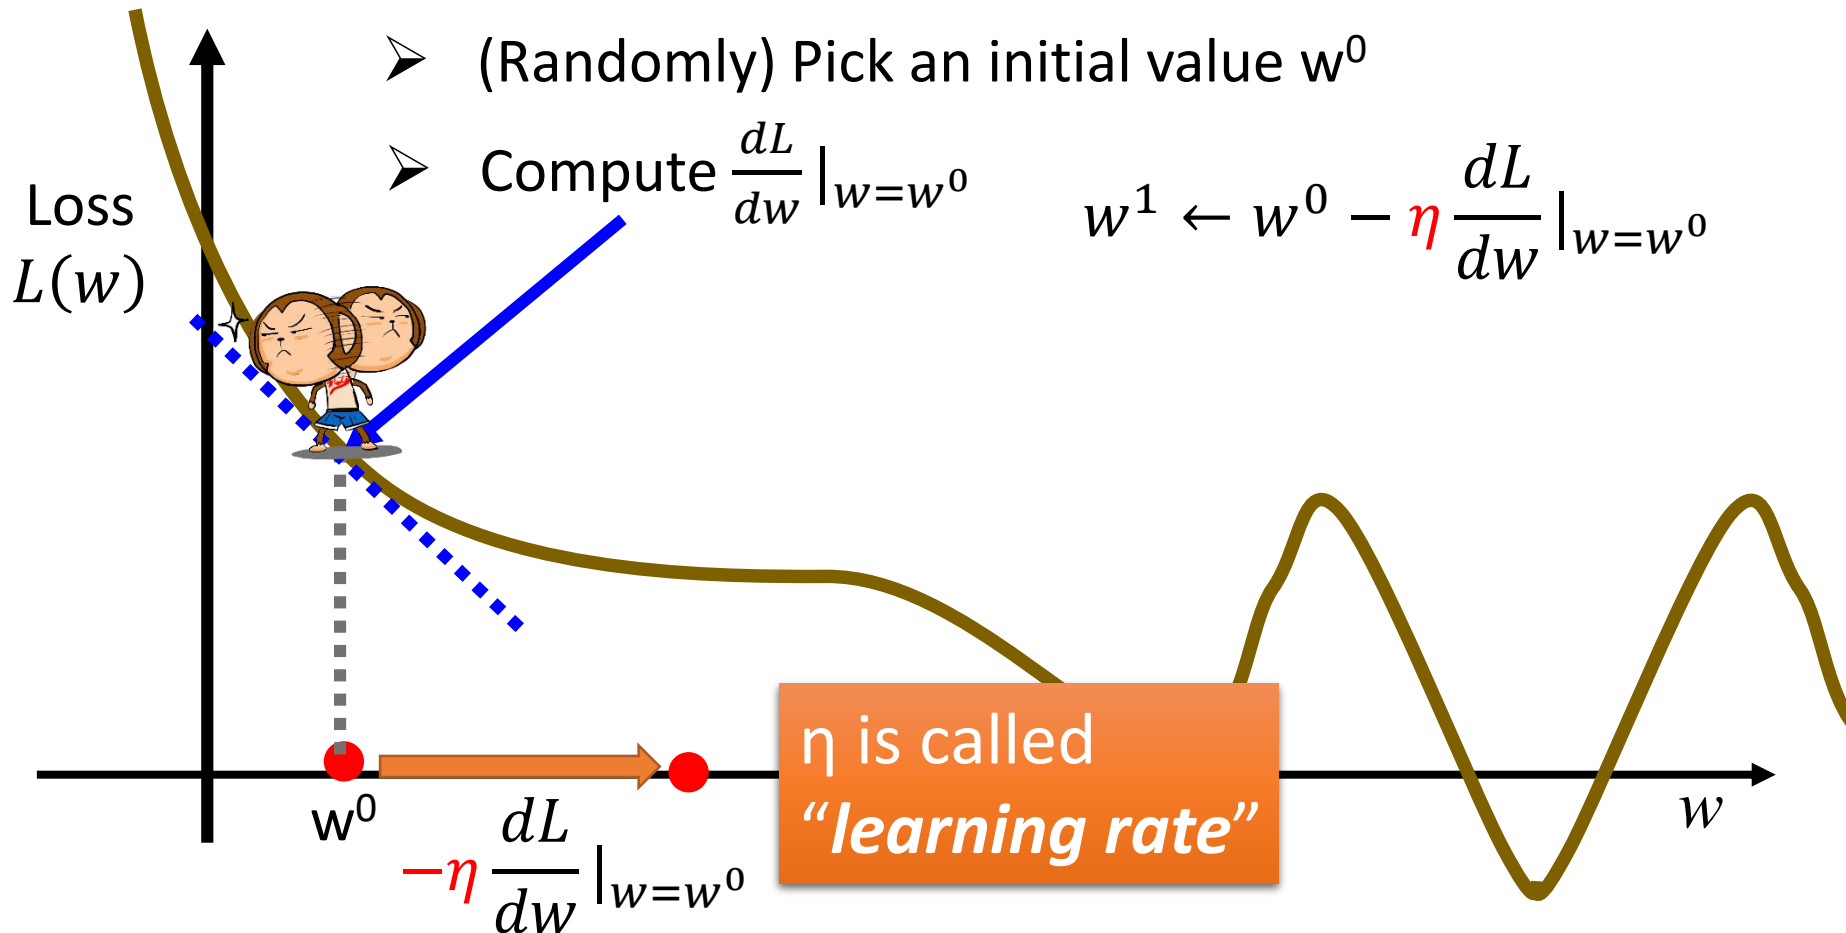 ➢ (Randomly) Pick an initial value w⁰
➢ Compute dL/dw |w=w⁰
w¹ ← w⁰ − η dL/dw |w=w⁰
Loss
L(w)
w⁰
−η dL/dw |w=w⁰
η is called
“learning rate”
w